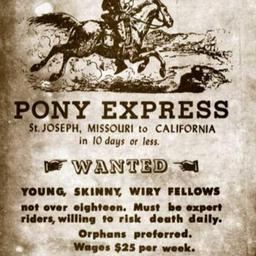 PONY EXPRESS
St. JOSEPH, MISSOURI to CALIFORNIA
in 10 days or less.
WANTED
YOUNG, SKINNY, WIRY FELLOWS
not over eighteen. Must be expert
riders, willing to risk death daily.
Orphans preferred.
Wages $25 per week.